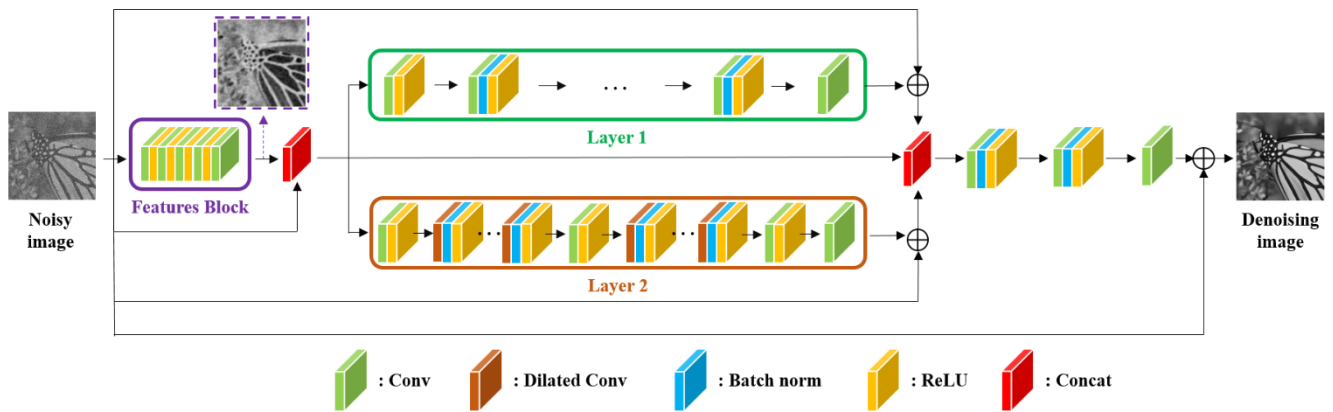 Layer 1
Noisy
image
Features Block
Denoising
image
Layer 2
: Conv
: Dilated Conv
: Batch norm
: ReLU
: Concat